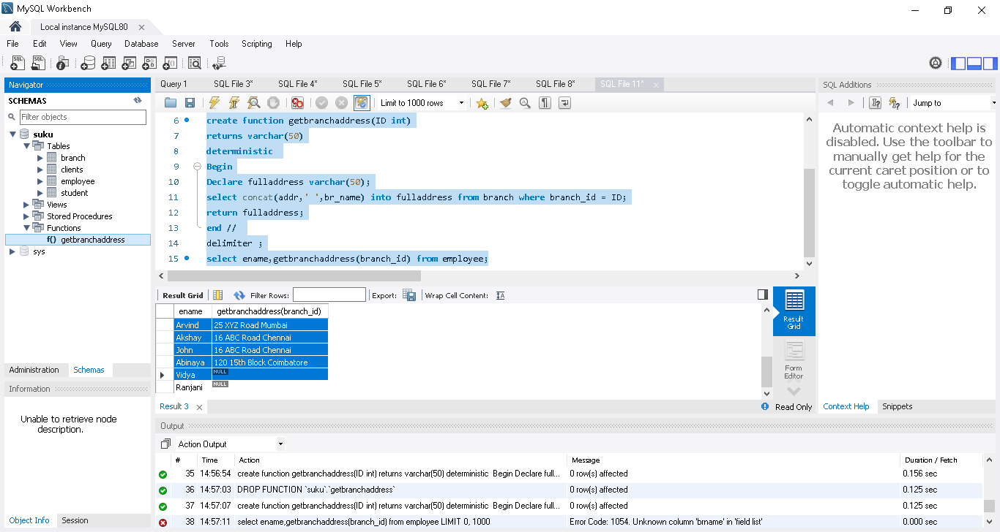 MySQL Workbench
Local instance MySQL80
File Edit View Query Database Server Tools Scripting Help
Navigator
SCHEMAS
Filter objects
suku
Tables
branch
clients
employee
student
Views
Stored Procedures
Functions
f() getbranchaddress
sys
Administration Schemas
Information
Unable to retrieve node
description.
Object Info Session
Query 1 SQL File 3* SQL File 4* SQL File 5* SQL File 6* SQL File 7* SQL File 8* SQL File 11*
Limit to 1000 rows
6 create function getbranchaddress(ID int)
7 returns varchar(50)
8 deterministic
9 Begin
10 Declare fulladdress varchar(50);
11 select concat(addr,' ',br_name) into fulladdress from branch where branch_id = ID;
12 return fulladdress;
13 end //
14 delimiter ;
15 select ename,getbranchaddress(branch_id) from employee;
Result Grid Filter Rows: Export: Wrap Cell Content:
ename getbranchaddress(branch_id)
Arvind 25 XYZ Road Mumbai
Akshay 16 ABC Road Chennai
John 16 ABC Road Chennai
Abinaya 120 15th Block Coimbatore
Vidya NULL
Ranjani NULL
Result
Grid
Form
Editor
Result 3
Read Only
Output
Action Output
# Time Action Message Duration / Fetch
35 14:56:54 create function getbranchaddress(ID int) returns varchar(50) deterministic Begin Declare full... 0 row(s) affected 0.156 sec
36 14:57:03 DROP FUNCTION `suku`.`getbranchaddress` 0 row(s) affected 0.125 sec
37 14:57:07 create function getbranchaddress(ID int) returns varchar(50) deterministic Begin Declare full... 0 row(s) affected 0.125 sec
38 14:57:11 select ename,getbranchaddress(branch_id) from employee LIMIT 0, 1000 Error Code: 1054. Unknown column 'brname' in 'field list' 0.000 sec
SQL Additions
Jump to
Automatic context help is
disabled. Use the toolbar to
manually get help for the
current caret position or to
toggle automatic help.
Context Help Snippets